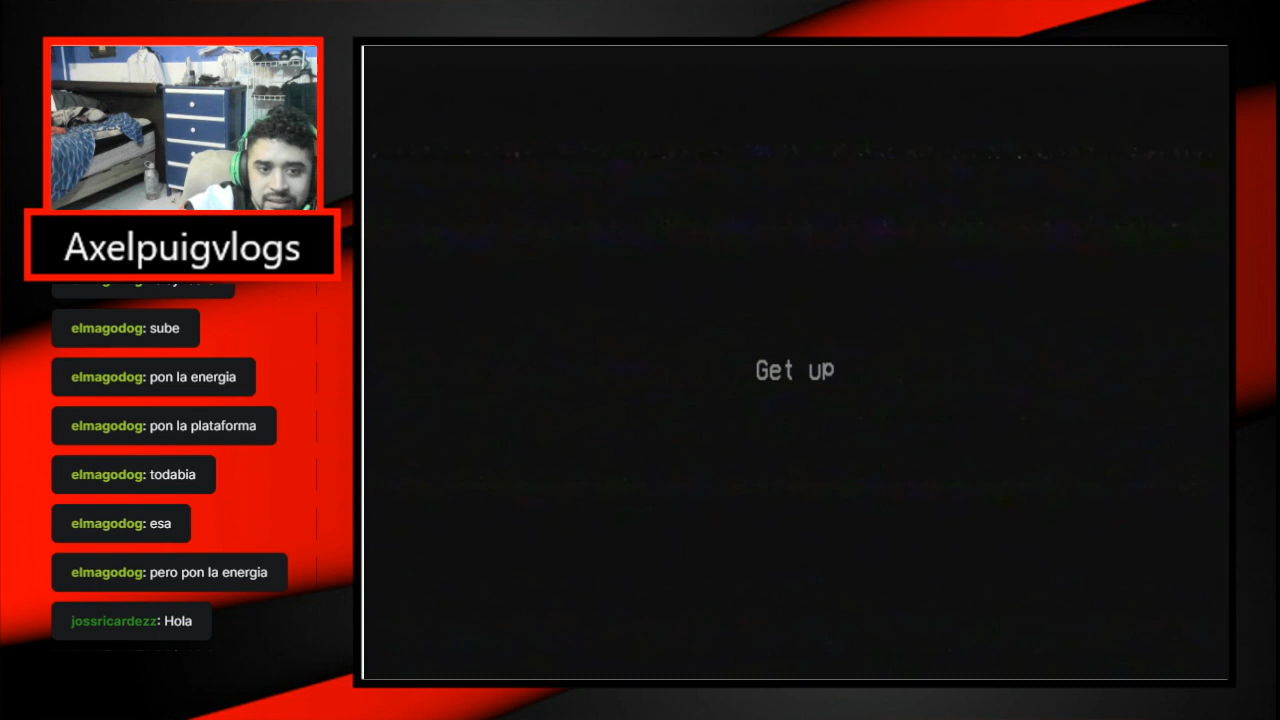 Axelpuigvlogs
elmagodog: sube
elmagodog: pon la energia
elmagodog: pon la plataforma
elmagodog: todabia
elmagodog: esa
elmagodog: pero pon la energia
jossricardezz: Hola
Get up